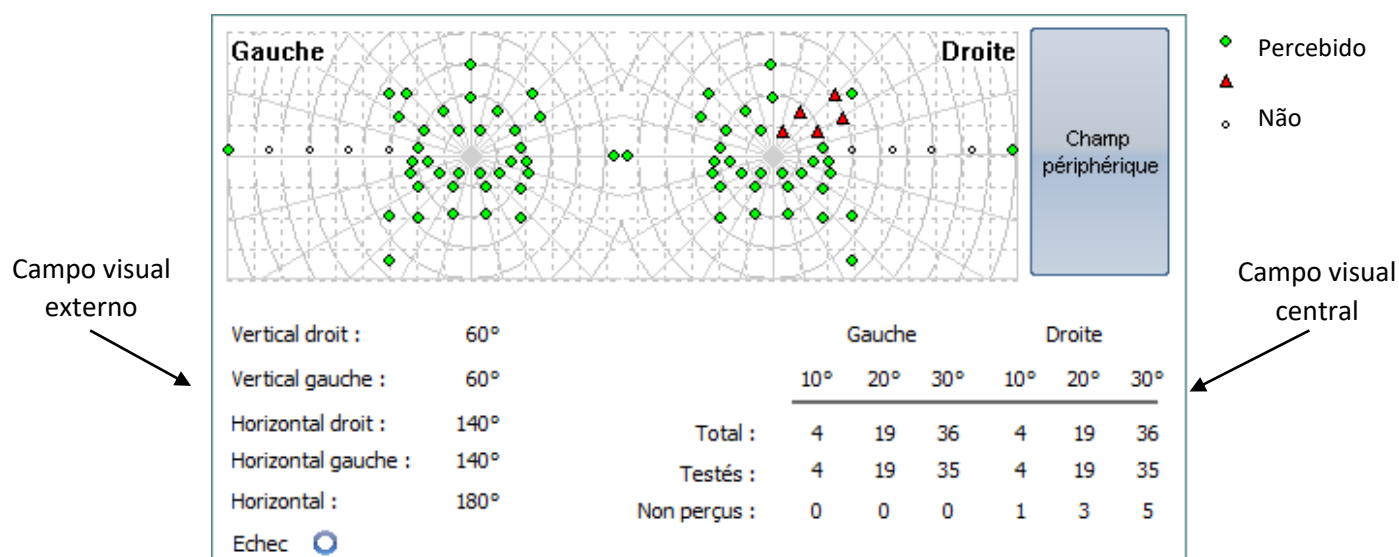 Gauche
Droite
Percebido
Não
Champ
périphérique
Campo visual
externo
Campo visual
central
Vertical droit : 60°
Vertical gauche : 60°
Horizontal droit : 140°
Horizontal gauche : 140°
Horizontal : 180°
Echec
Gauche Droite
10° 20° 30° 10° 20° 30°
Total : 4 19 36 4 19 36
Testés : 4 19 35 4 19 35
Non perçus : 0 0 0 1 3 5